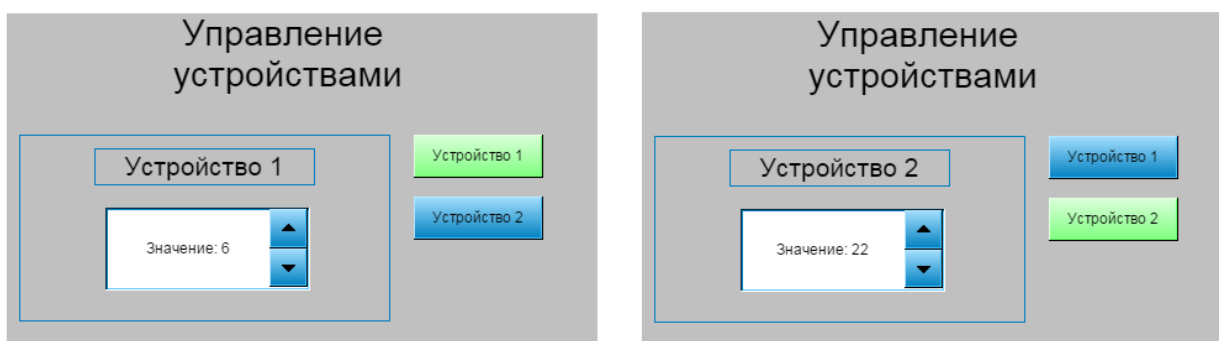 Управление
устройствами
Устройство 1
Значение: 6
Устройство 1
Устройство 2
Управление
устройствами
Устройство 2
Значение: 22
Устройство 1
Устройство 2